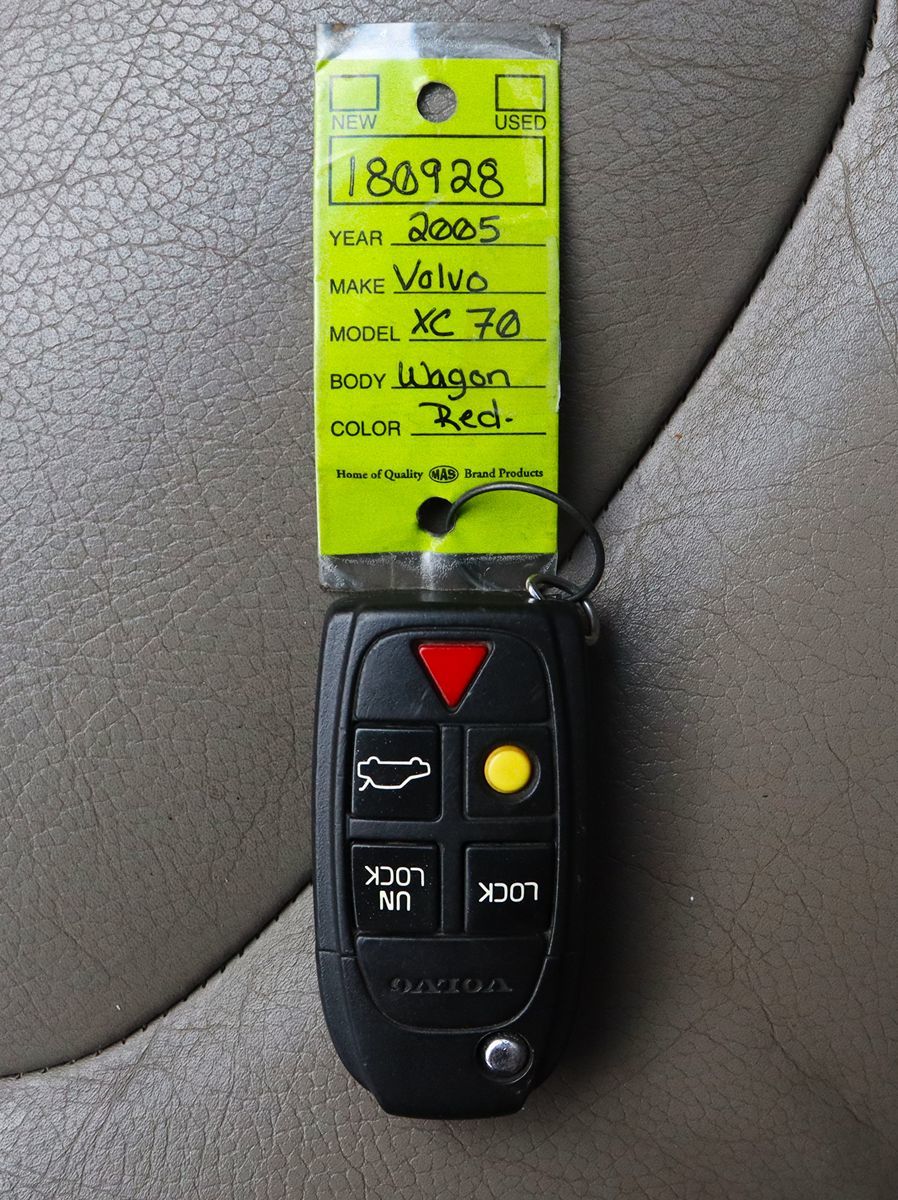 NEW USED
180928
YEAR 2005
MAKE Volvo
MODEL XC 70
BODY Wagon
COLOR Red.
Home of Quality MAS Brand Products
UN
LOCK
LOCK
VOLVO